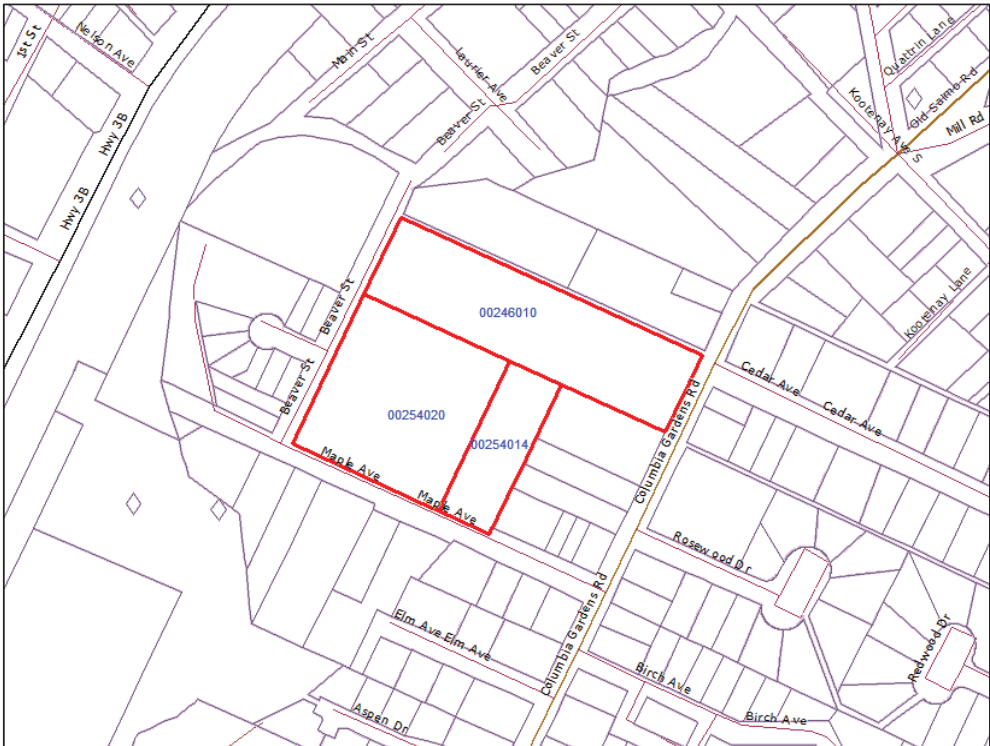 1st St
Nelson Ave
Main St
Laurier Ave
Beaver St
Quattrin Lane
Old Salmo Rd
Mill Rd
Kootenay Ave S
Hwy 3B
Beaver St
Hwy 3B
Kootenay Lane
00246010
Beaver St
Cedar Ave
Cedar Ave
Beaver St
00254020
00254014
Columbia Gardens Rd
Maple Ave
Maple Ave
Rosewood Dr
Columbia Gardens Rd
Redwood Dr
Elm Ave Elm Ave
Birch Ave
Aspen Dr
Birch Ave